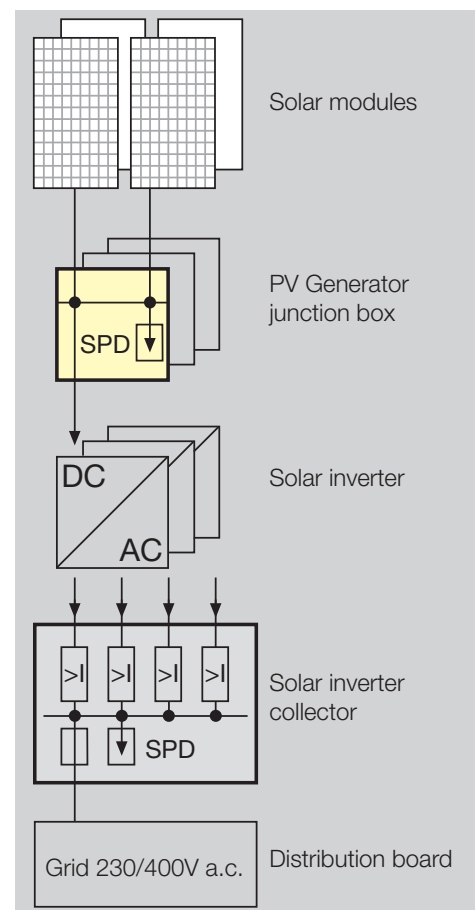 Solar modules
PV Generator
junction box
SPD
Solar inverter
DC
AC
>I >I >I >I
Solar inverter
collector
SPD
Grid 230/400V a.c.
Distribution board